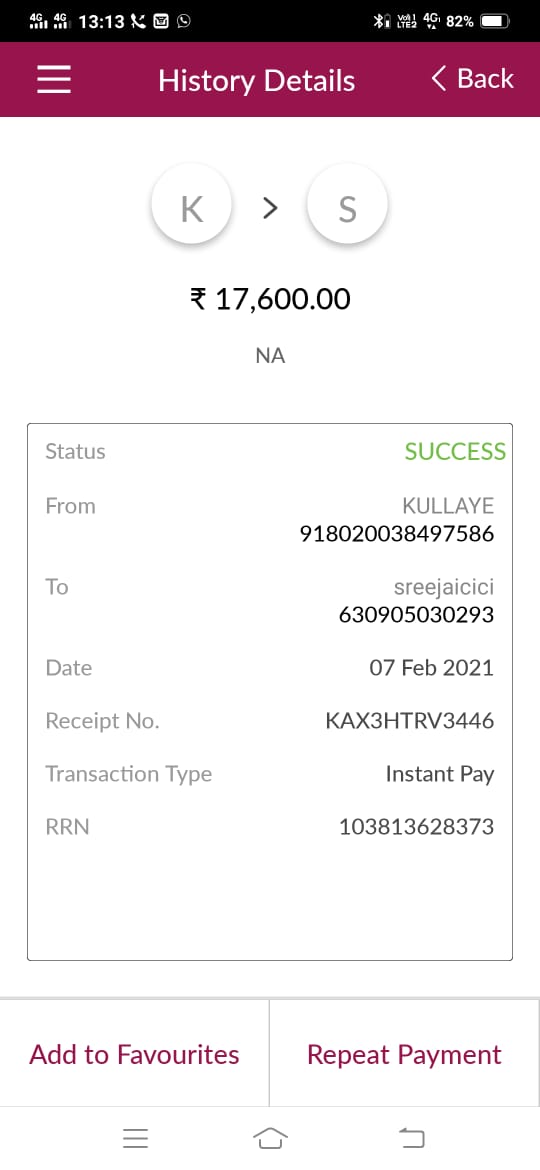 4G 4G 13:13 4G 82%
History Details
Back
K > S
₹ 17,600.00
NA
Status SUCCESS
From KULLAYE
918020038497586
To sreejaicici
630905030293
Date 07 Feb 2021
Receipt No. KAX3HTRV3446
Transaction Type Instant Pay
RRN 103813628373
Add to Favourites
Repeat Payment